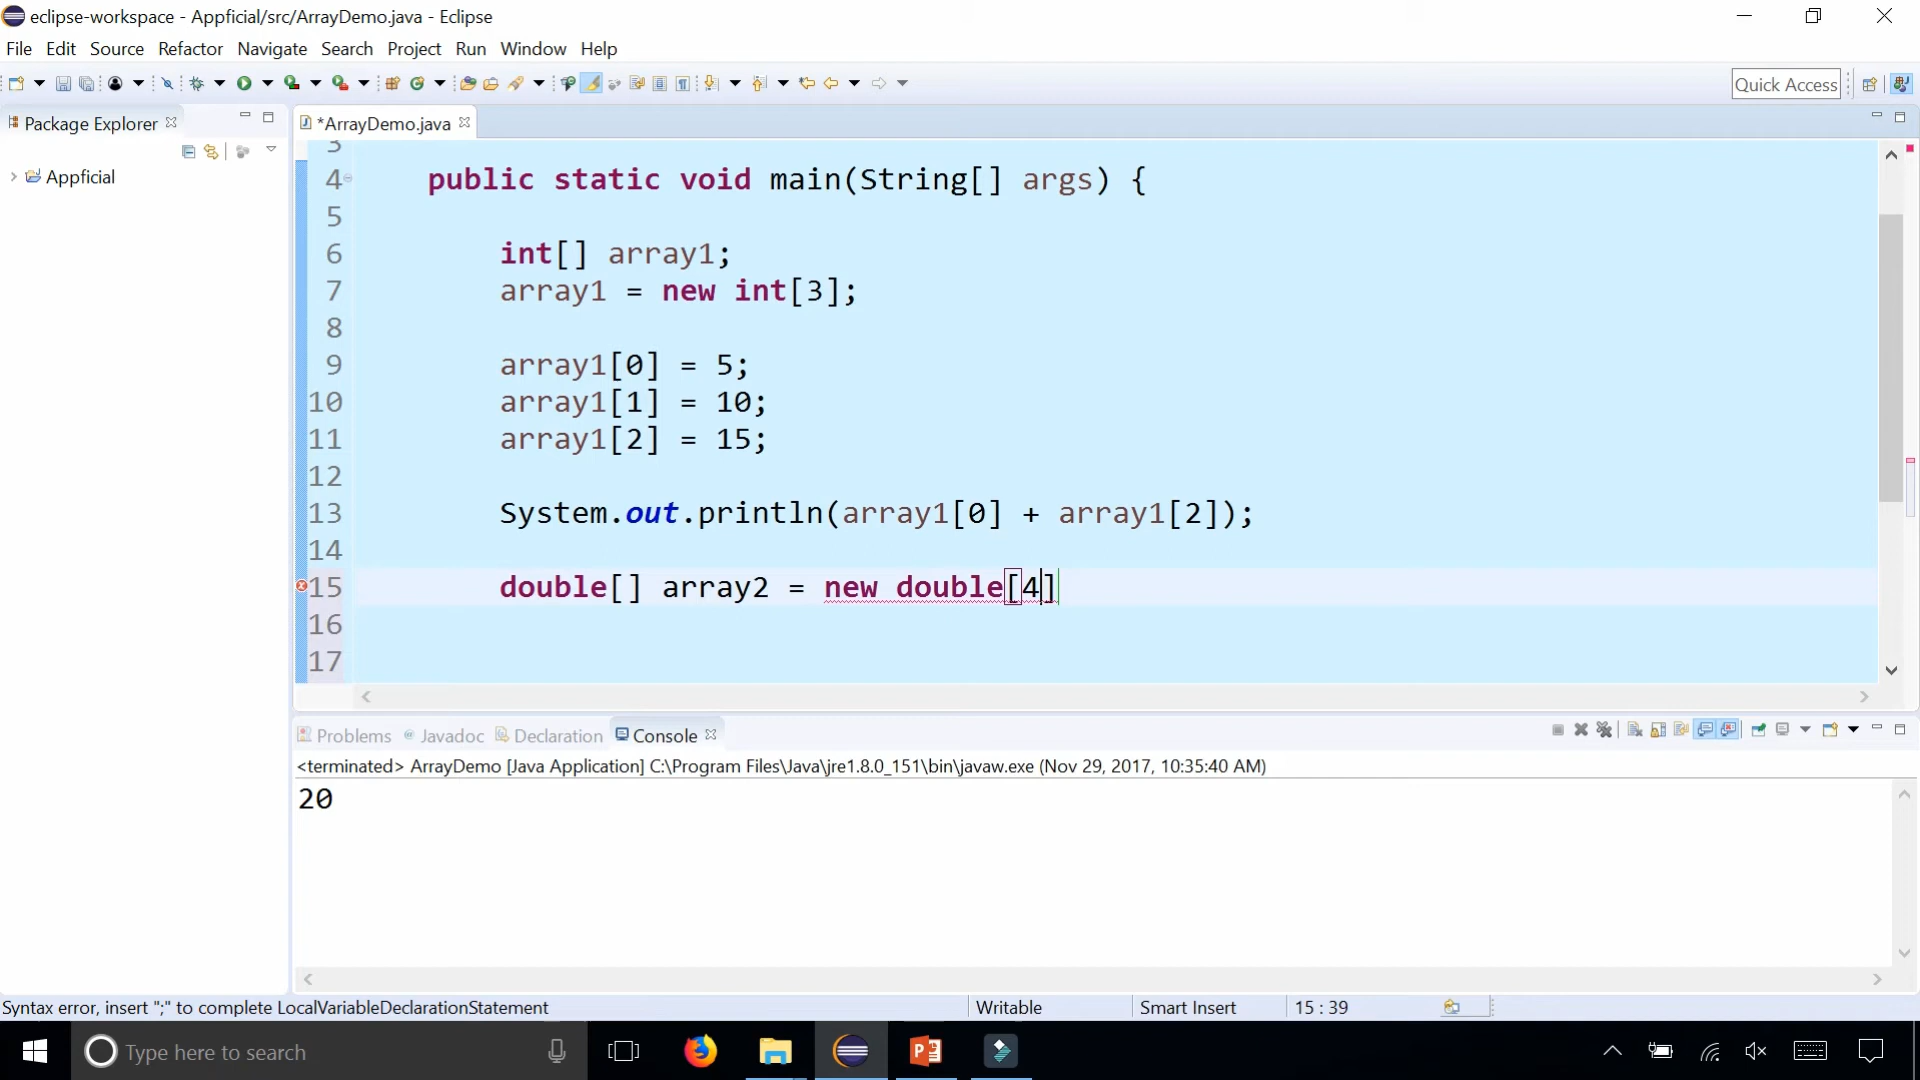 eclipse-workspace - Appficial/src/ArrayDemo.java - Eclipse
File Edit Source Refactor Navigate Search Project Run Window Help
Quick Access
Package Explorer
*ArrayDemo.java
Appficial
3
4 public static void main(String[] args) {
5
6 int[] array1;
7 array1 = new int[3];
8
9 array1[0] = 5;
10 array1[1] = 10;
11 array1[2] = 15;
12
13 System.out.println(array1[0] + array1[2]);
14
15 double[] array2 = new double[4]
16
17
Problems Javadoc Declaration Console
<terminated> ArrayDemo [Java Application] C:\Program Files\Java\jre1.8.0_151\bin\javaw.exe (Nov 29, 2017, 10:35:40 AM)
20
Syntax error, insert ";" to complete LocalVariableDeclarationStatement Writable Smart Insert 15 : 39
Type here to search